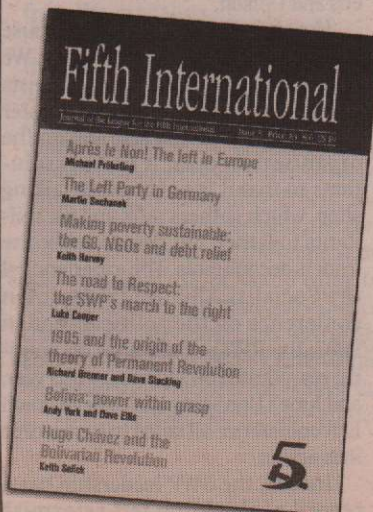 Fifth International
Journal of the League for the Fifth International
Après le Non! The left in Europe
Michael Pröbsting
The Left Party in Germany
Martin Suchanek
Making poverty sustainable:
the G8, NGOs and debt relief
Keith Harvey
The road to Respect:
the SWP's march to the right
Luke Cooper
1905 and the origin of the
theory of Permanent Revolution
Richard Brenner and Dave Stocking
Bolivia: power within grasp
Andy York and Dave Ellis
Hugo Chávez and the
Bolivarian Revolution
Keith
5